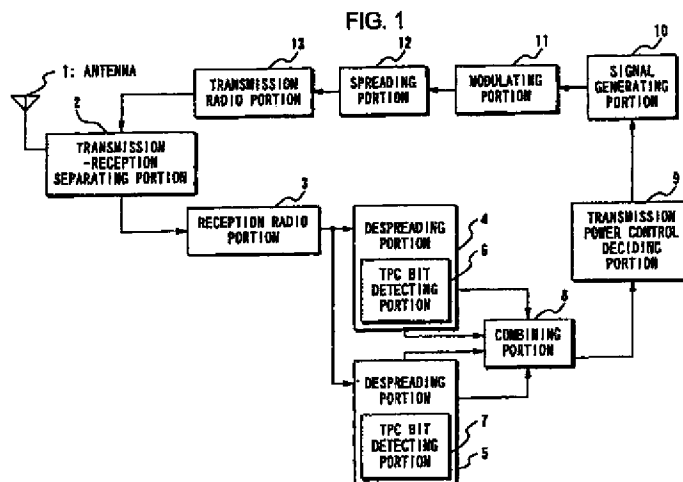 FIG. 1
13
12
11
10
1: ANTENNA
TRANSMISSION
RADIO PORTION
SPREADING
PORTION
MODULATING
PORTION
SIGNAL
GENERATING
PORTION
2
TRANSMISSION
-RECEPTION
SEPARATING PORTION
3
RECEPTION RADIO
PORTION
4
DESPREADING
PORTION
6
TPC BIT
DETECTING
PORTION
9
TRANSMISSION
POWER CONTROL
DECIDING
PORTION
8
COMBINING
PORTION
DESPREADING
PORTION
7
TPC BIT
DETECTING
PORTION
5